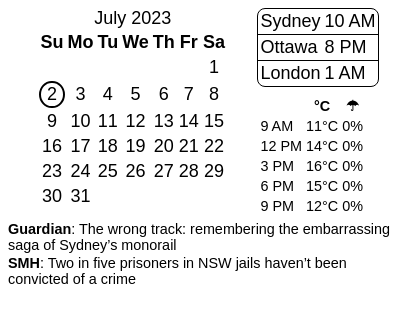 July 2023
Su Mo Tu We Th Fr Sa
1
2 3 4 5 6 7 8
9 10 11 12 13 14 15
16 17 18 19 20 21 22
23 24 25 26 27 28 29
30 31
Sydney 10 AM
Ottawa 8 PM
London 1 AM
°C ☂
9 AM 11°C 0%
12 PM 14°C 0%
3 PM 16°C 0%
6 PM 15°C 0%
9 PM 12°C 0%
Guardian: The wrong track: remembering the embarrassing
saga of Sydney’s monorail
SMH: Two in five prisoners in NSW jails haven’t been
convicted of a crime